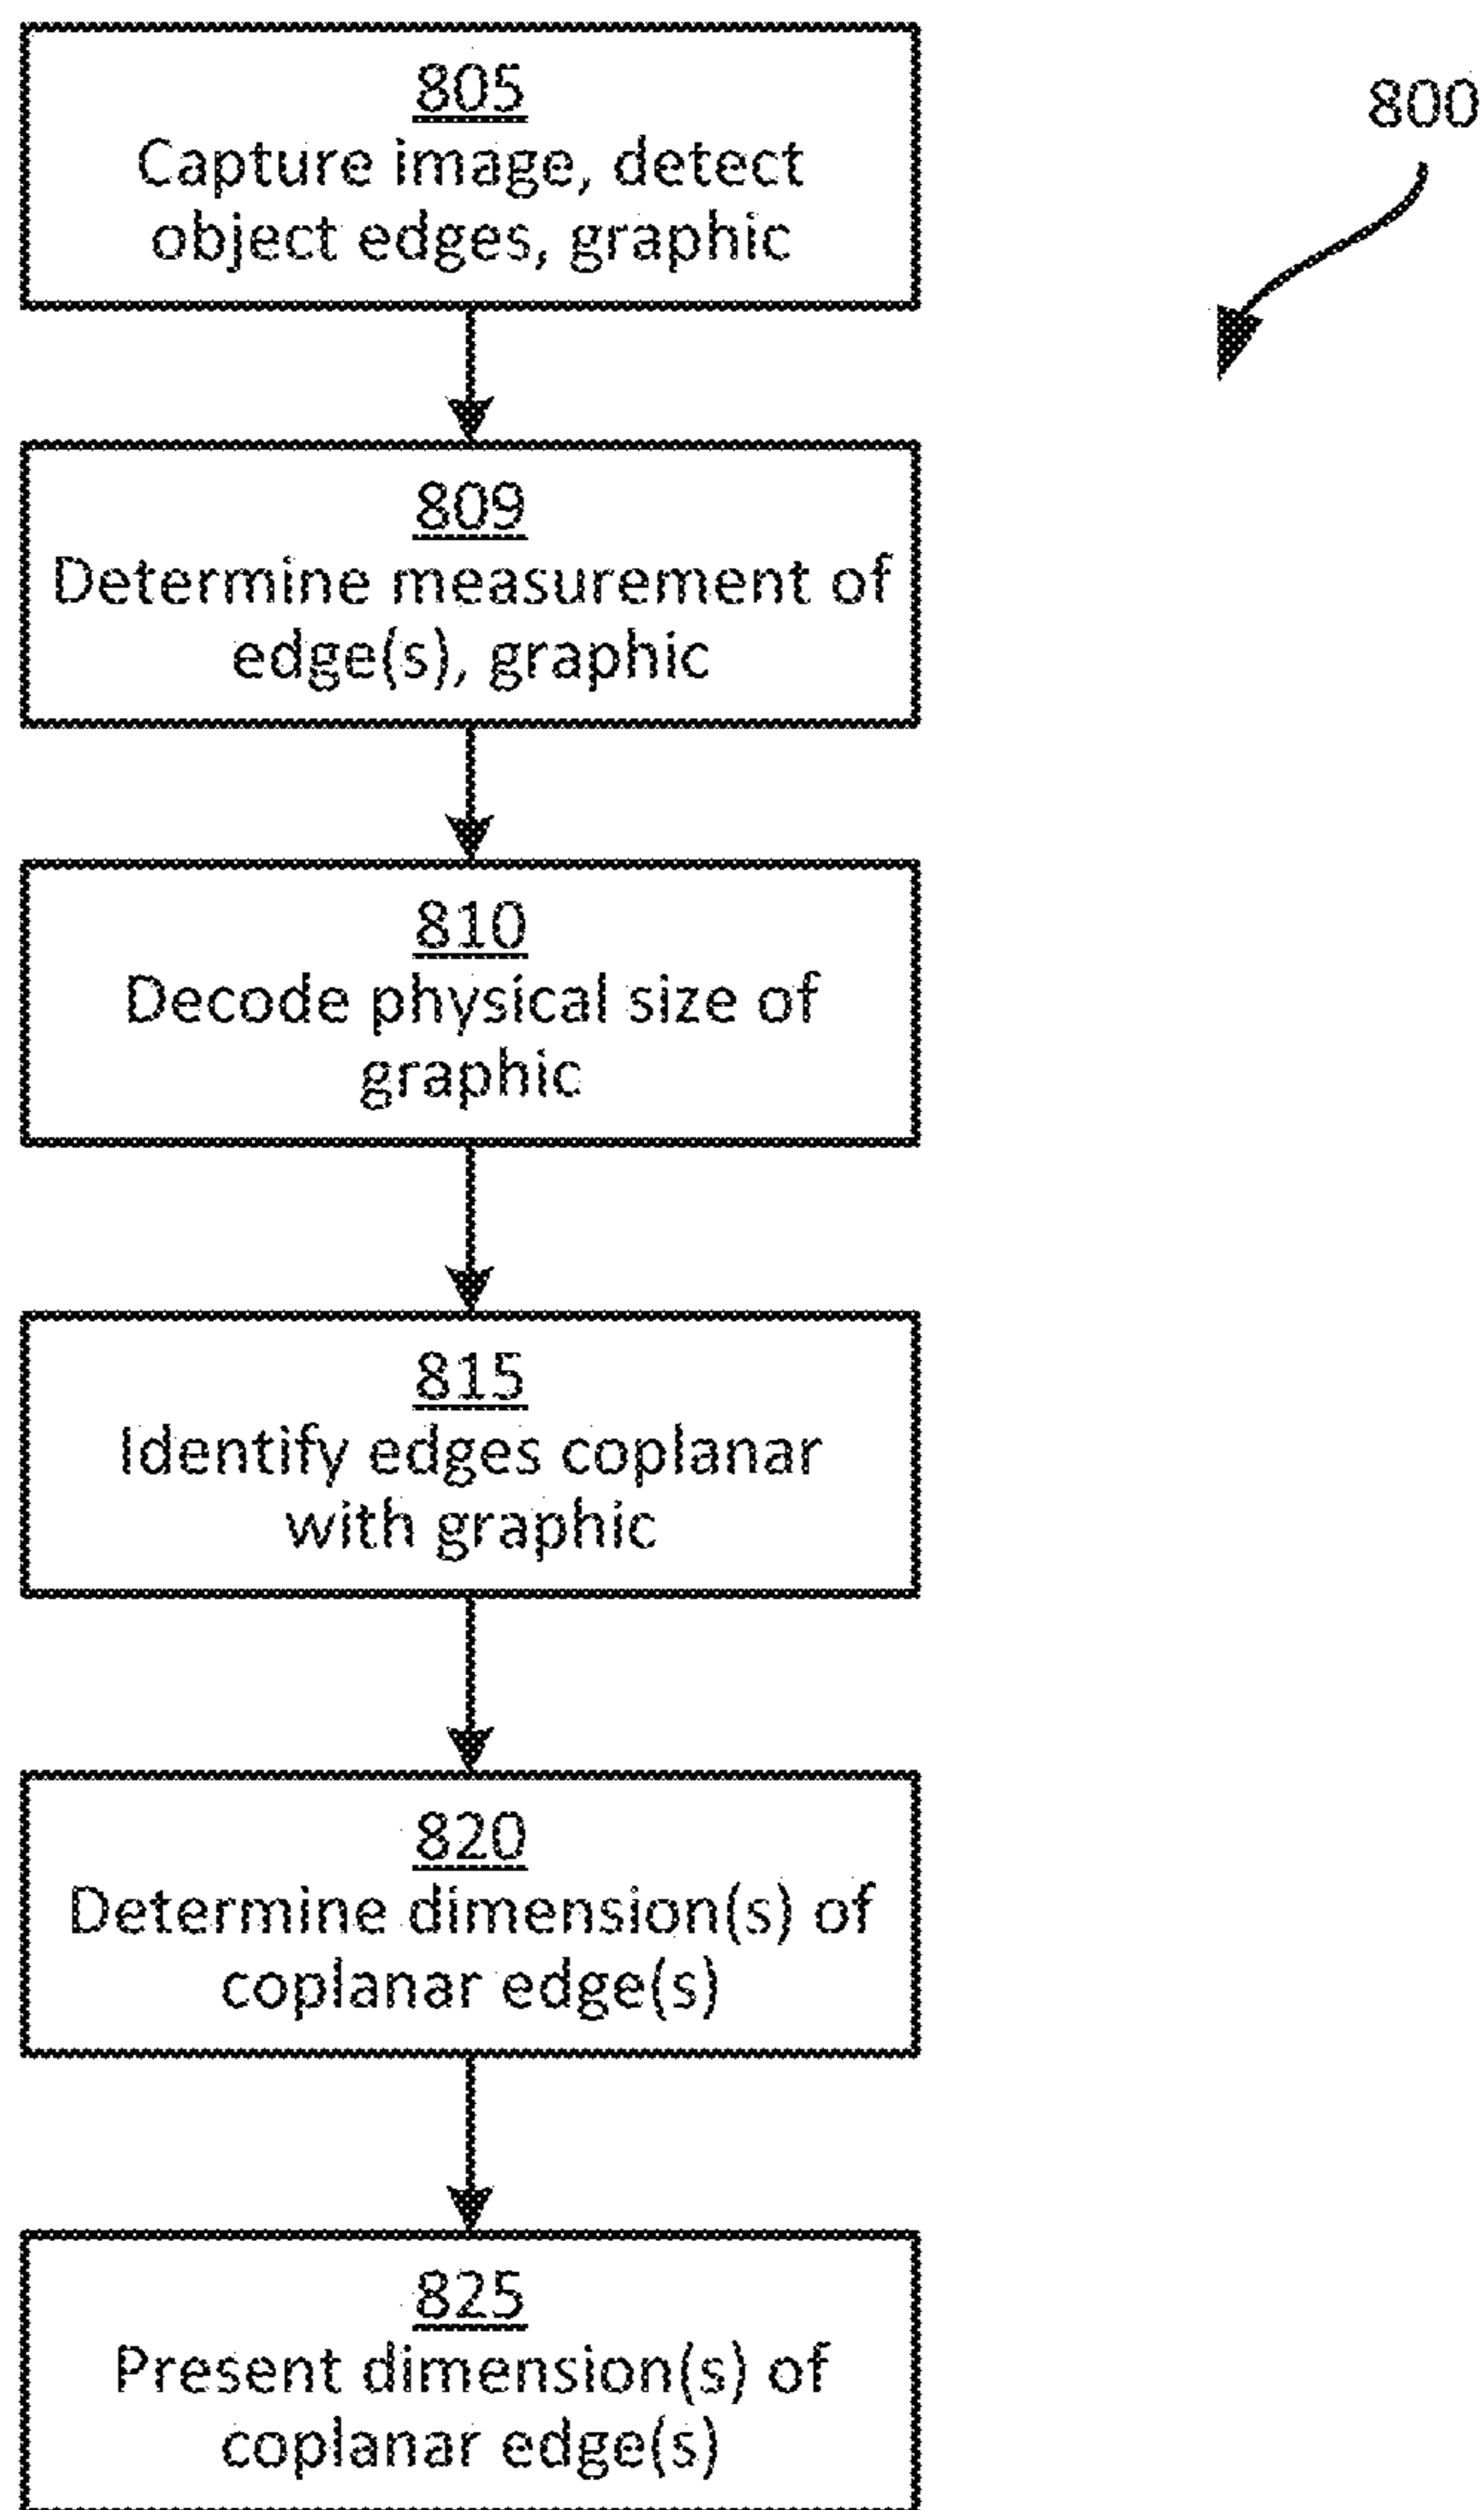 805
Capture image, detect
object edges, graphic
800
809
Determine measurement of
edge(s), graphic
810
Decode physical size of
graphic
815
Identify edges coplanar
with graphic
820
Determine dimension(s) of
coplanar edge(s)
825
Present dimension(s) of
coplanar edge(s)